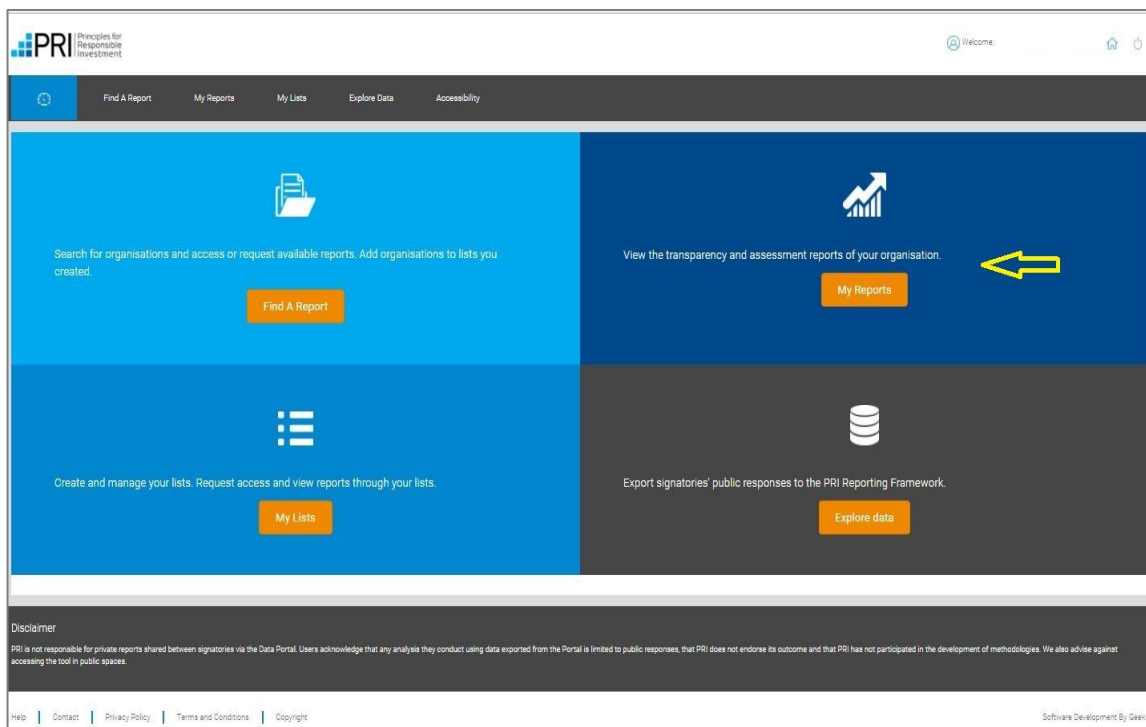 PRI
Principles for
Responsible
Investment
Welcome:
Find A Report
My Reports
My Lists
Explore Data
Accessibility
Search for organisations and access or request available reports. Add organisations to lists you
created.
Find A Report
View the transparency and assessment reports of your organisation.
My Reports
Create and manage your lists. Request access and view reports through your lists.
My Lists
Export signatories' public responses to the PRI Reporting Framework.
Explore data
Disclaimer
PRI is not responsible for private reports shared between signatories via the Data Portal. Users acknowledge that any analysis they conduct using data exported from the Portal is limited to public responses, that PRI does not endorse its outcome and that PRI has not participated in the development of methodologies. We also advise against
accessing the tool in public spaces.
Help
Contact
Privacy Policy
Terms and Conditions
Copyright
Software Development By Geek